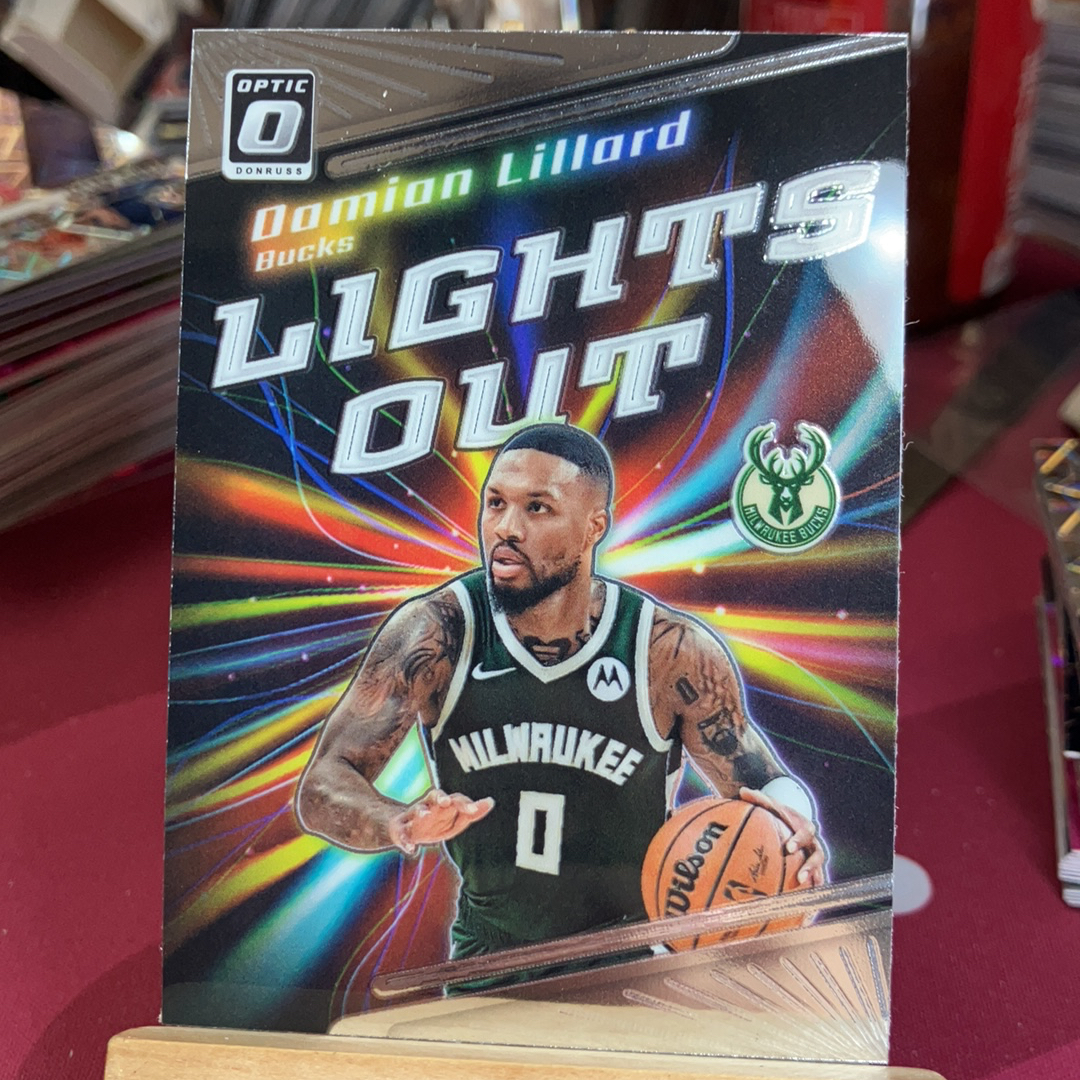 OPTIC
O
DONRUSS
Damian Lillard
Bucks
LIGHTS
OUT
MILWAUKEE BUCKS
MILWAUKEE
0
Wilson